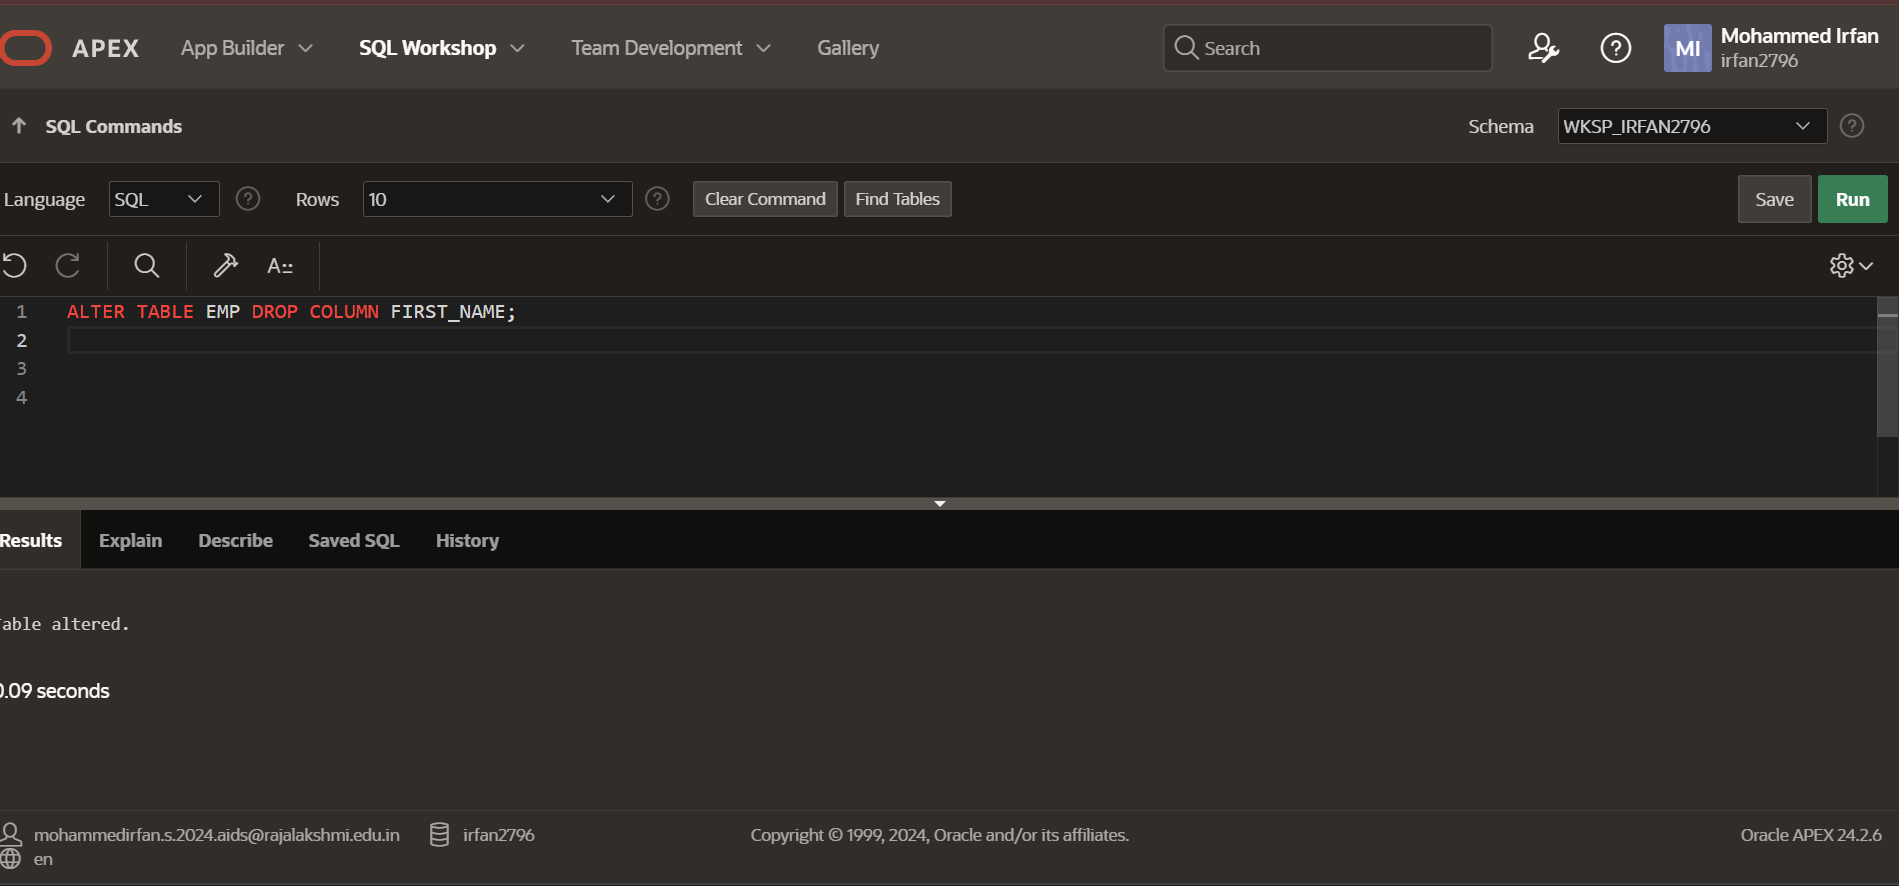 APEX App Builder SQL Workshop Team Development Gallery Search MI Mohammed Irfan
irfan2796
SQL Commands Schema WKSP_IRFAN2796
Language SQL Rows 10 Clear Command Find Tables Save Run
1 ALTER TABLE EMP DROP COLUMN FIRST_NAME;
2
3
4
Results Explain Describe Saved SQL History
able altered.
0.09 seconds
mohammedirfan.s.2024.aids@rajalakshmi.edu.in irfan2796 Copyright © 1999, 2024, Oracle and/or its affiliates. Oracle APEX 24.2.6
en